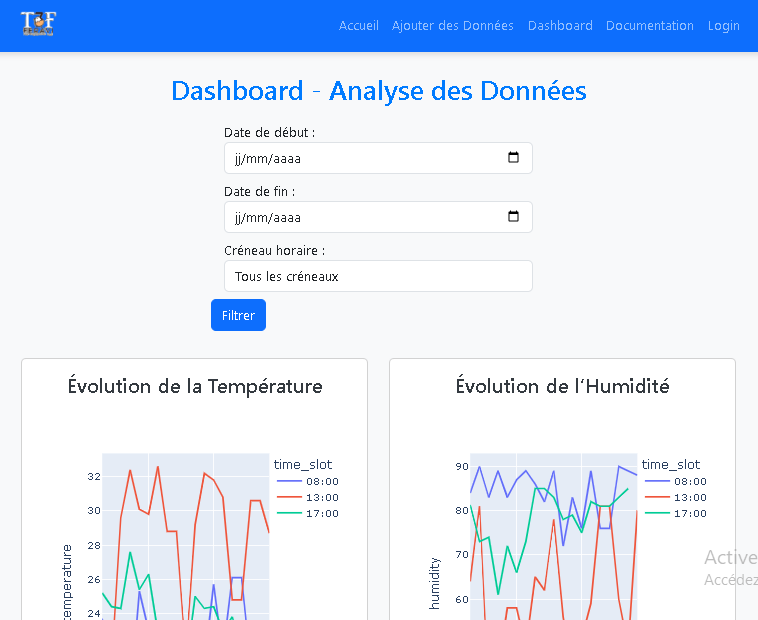 Accueil Ajouter des Données Dashboard Documentation Login
Dashboard - Analyse des Données
Date de début :
jj/mm/aaaa
Date de fin :
jj/mm/aaaa
Créneau horaire :
Tous les créneaux
Filtrer
Évolution de la Température
time_slot
08:00
13:00
17:00
32
30
28
26
24
temperature
Évolution de l'Humidité
time_slot
08:00
13:00
17:00
90
80
70
60
humidity
Active
Accédez